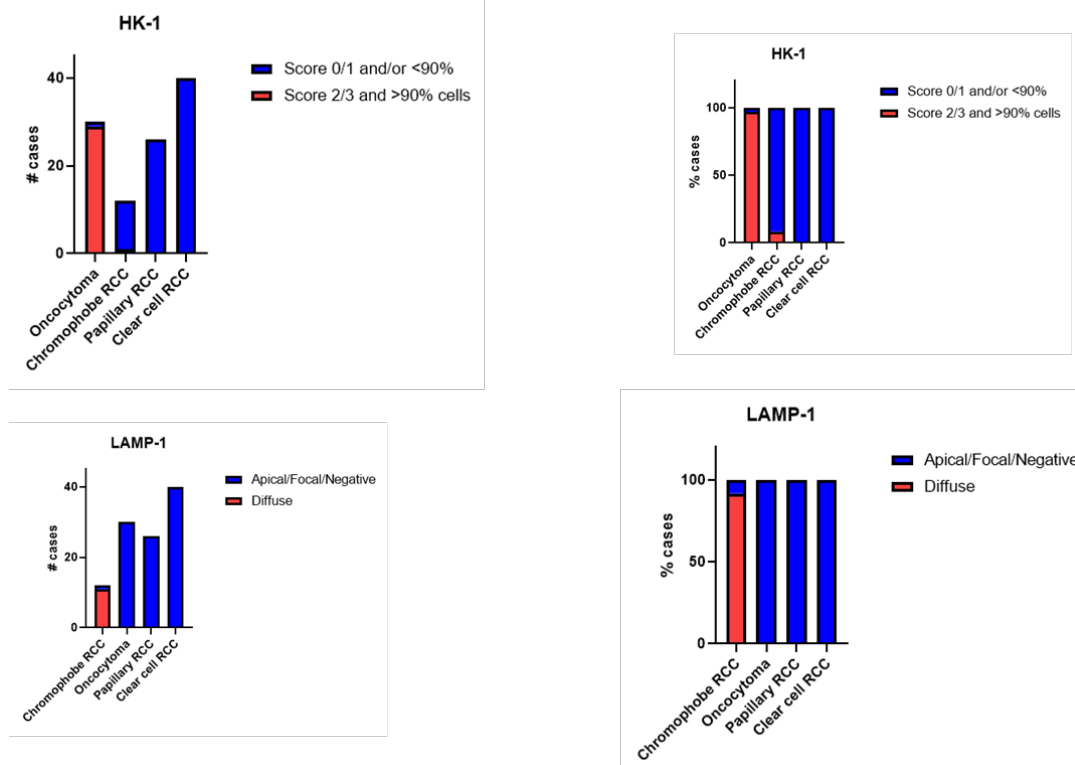 HK-1
Score 0/1 and/or <90%
Score 2/3 and >90% cells
# cases
40
20
0
Oncocytoma
Chromophobe RCC
Papillary RCC
Clear cell RCC
HK-1
Score 0/1 and/or <90%
Score 2/3 and >90% cells
% cases
100
50
0
Oncocytoma
Chromophobe RCC
Papillary RCC
Clear cell RCC
LAMP-1
Apical/Focal/Negative
Diffuse
# cases
40
20
0
Chromophobe RCC
Oncocytoma
Papillary RCC
Clear cell RCC
LAMP-1
Apical/Focal/Negative
Diffuse
% cases
100
50
0
Chromophobe RCC
Oncocytoma
Papillary RCC
Clear cell RCC